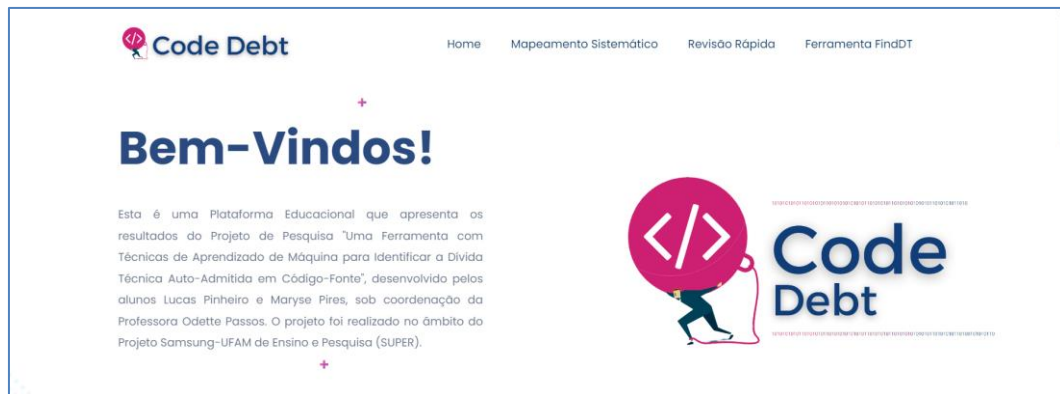 Code Debt
Home Mapeamento Sistemático Revisão Rápida Ferramenta FindDT
Bem-Vindos!
Esta é uma Plataforma Educacional que apresenta os
resultados do Projeto de Pesquisa "Uma Ferramenta com
Técnicas de Aprendizado de Máquina para Identificar a Dívida
Técnica Auto-Admitida em Código-Fonte", desenvolvido pelos
alunos Lucas Pinheiro e Maryse Pires, sob coordenação da
Professora Odette Passos. O projeto foi realizado no âmbito do
Projeto Samsung-UFAM de Ensino e Pesquisa (SUPER).
</>
Code
Debt